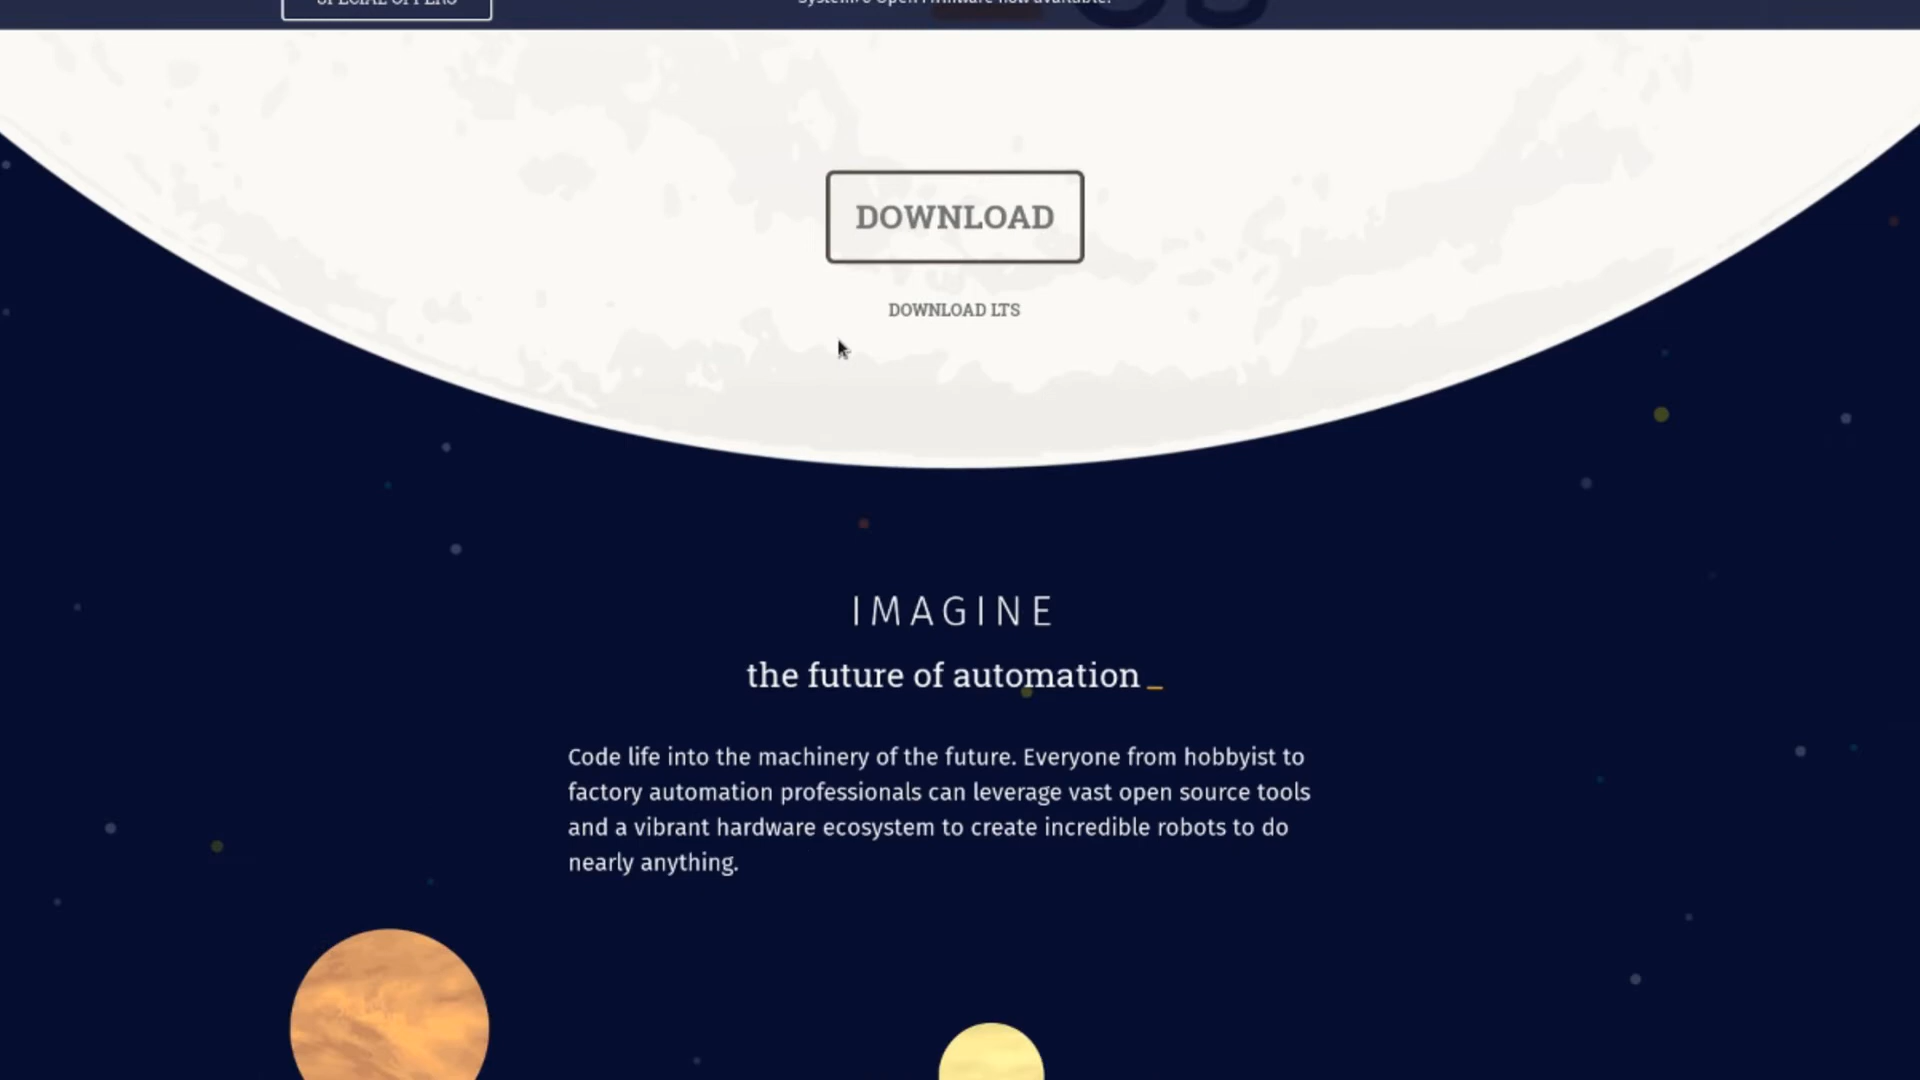 SPECIAL OFFERS
System76 Open Firmware now available!
DOWNLOAD
DOWNLOAD LTS
IMAGINE
the future of automation_
Code life into the machinery of the future. Everyone from hobbyist to
factory automation professionals can leverage vast open source tools
and a vibrant hardware ecosystem to create incredible robots to do
nearly anything.